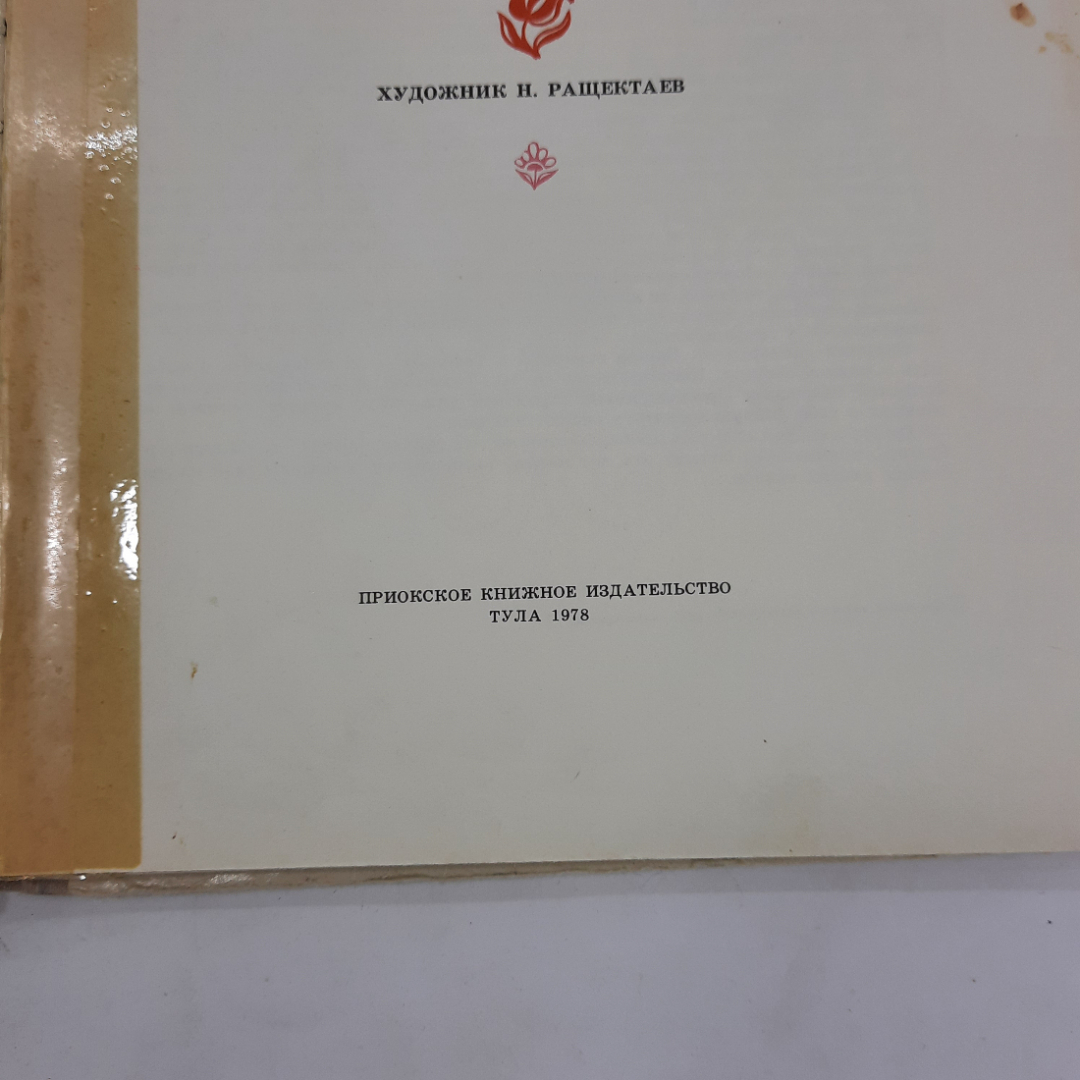 ХУДОЖНИК Н. РАЩЕКТАЕВ
ПРИОКСКОЕ КНИЖНОЕ ИЗДАТЕЛЬСТВО
ТУЛА 1978